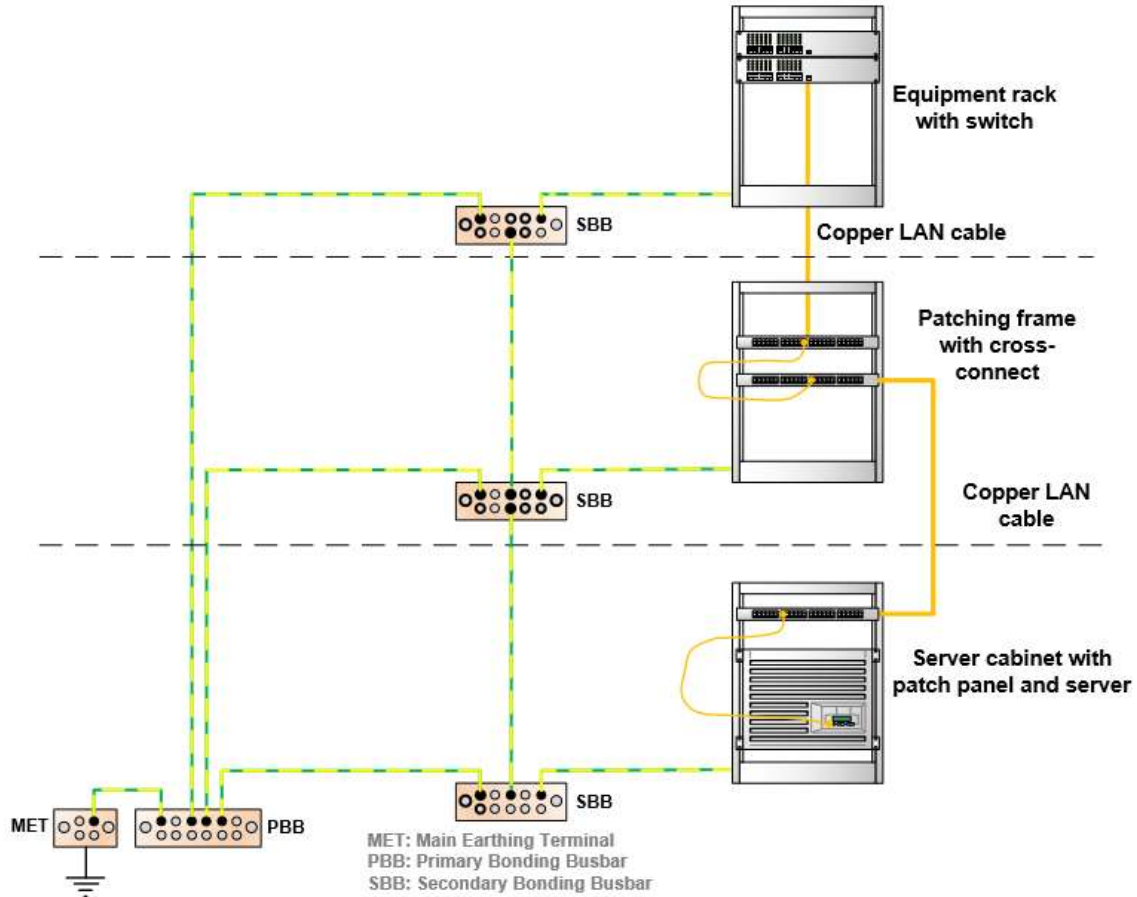 Equipment rack
with switch
SBB
Copper LAN cable
Patching frame
with cross-
connect
SBB
Copper LAN
cable
Server cabinet with
patch panel and server
SBB
MET
PBB
MET: Main Earthing Terminal
PBB: Primary Bonding Busbar
SBB: Secondary Bonding Busbar